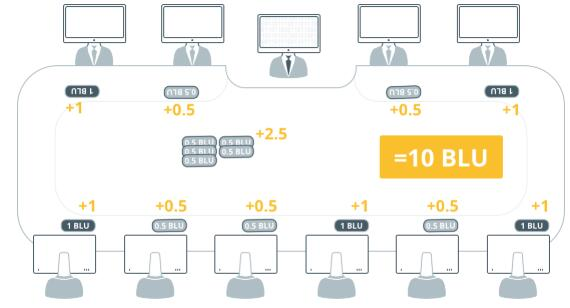 1 BLU
0.5 BLU
0.5 BLU
1 BLU
+1
+0.5
+0.5
+1
0.5 BLU 0.5 BLU +2.5
0.5 BLU 0.5 BLU
0.5 BLU
=10 BLU
+1 +0.5 +0.5 +1 +0.5 +1
1 BLU 0.5 BLU 0.5 BLU 1 BLU 0.5 BLU 1 BLU